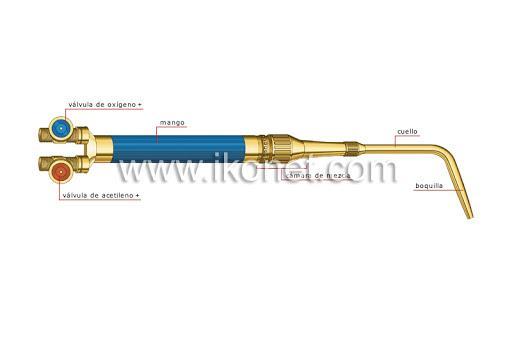 válvula de oxígeno +
mango
cuello
www.ikonet.com
cámara de mezcla
boquilla
válvula de acetileno +